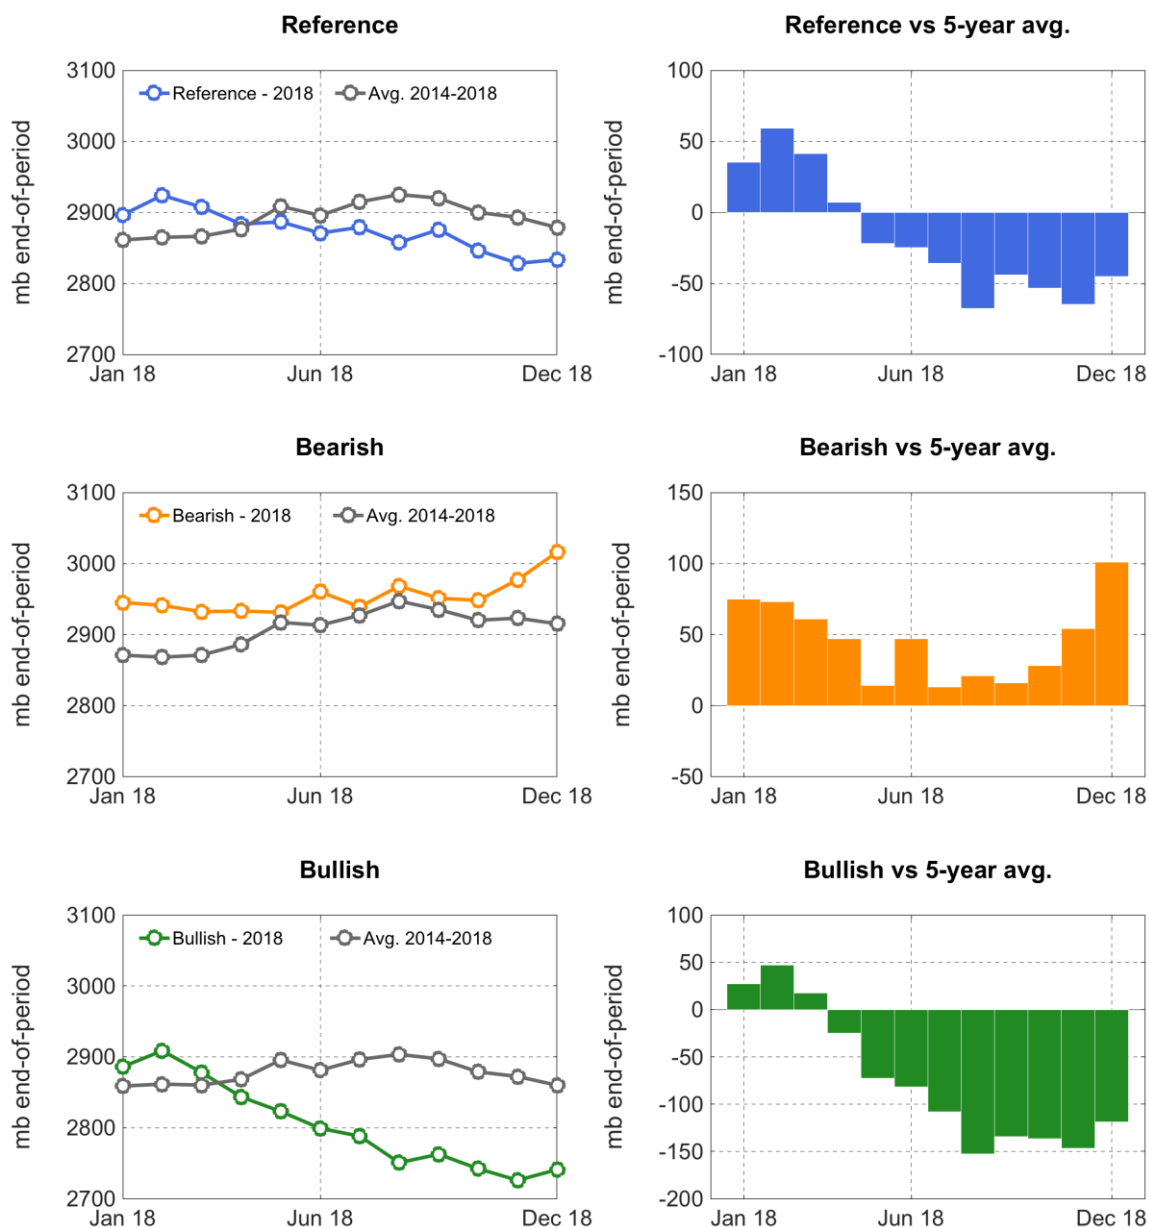 Reference
3100
3000
2900
2800
2700
mb end-of-period
Reference - 2018
Avg. 2014-2018
Jan 18
Jun 18
Dec 18
Reference vs 5-year avg.
100
50
0
-50
-100
mb end-of-period
Jan 18
Jun 18
Dec 18
Bearish
3100
3000
2900
2800
2700
mb end-of-period
Bearish - 2018
Avg. 2014-2018
Jan 18
Jun 18
Dec 18
Bearish vs 5-year avg.
150
100
50
0
-50
mb end-of-period
Jan 18
Jun 18
Dec 18
Bullish
3100
3000
2900
2800
2700
mb end-of-period
Bullish - 2018
Avg. 2014-2018
Jan 18
Jun 18
Dec 18
Bullish vs 5-year avg.
100
50
0
-50
-100
-150
-200
mb end-of-period
Jan 18
Jun 18
Dec 18